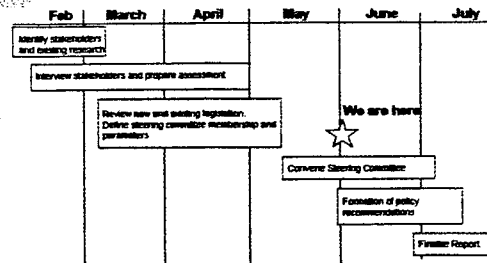 Feb March April May June July
Identify stakeholders
and existing research
Interview stakeholders and prepare assessment
Review new and existing legislation.
Define steering committee membership and
parameters
We are here
Convene Steering Committee
Formation of policy
recommendations
Finalize Report